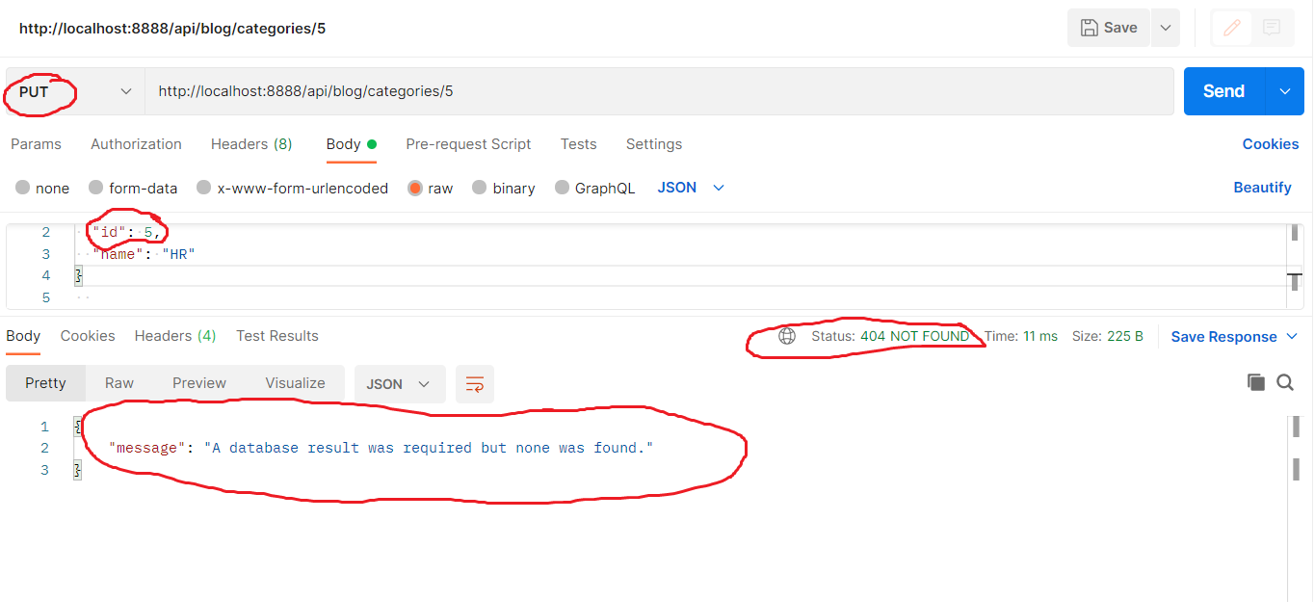 http://localhost:8888/api/blog/categories/5
Save
PUT
http://localhost:8888/api/blog/categories/5
Send
Params Authorization Headers (8) Body Pre-request Script Tests Settings Cookies
none form-data x-www-form-urlencoded raw binary GraphQL JSON Beautify
2 "id": 5,
3 "name": "HR"
4 }
5
Body Cookies Headers (4) Test Results Status: 404 NOT FOUND Time: 11 ms Size: 225 B Save Response
Pretty Raw Preview Visualize JSON
1 {
2 "message": "A database result was required but none was found."
3 }